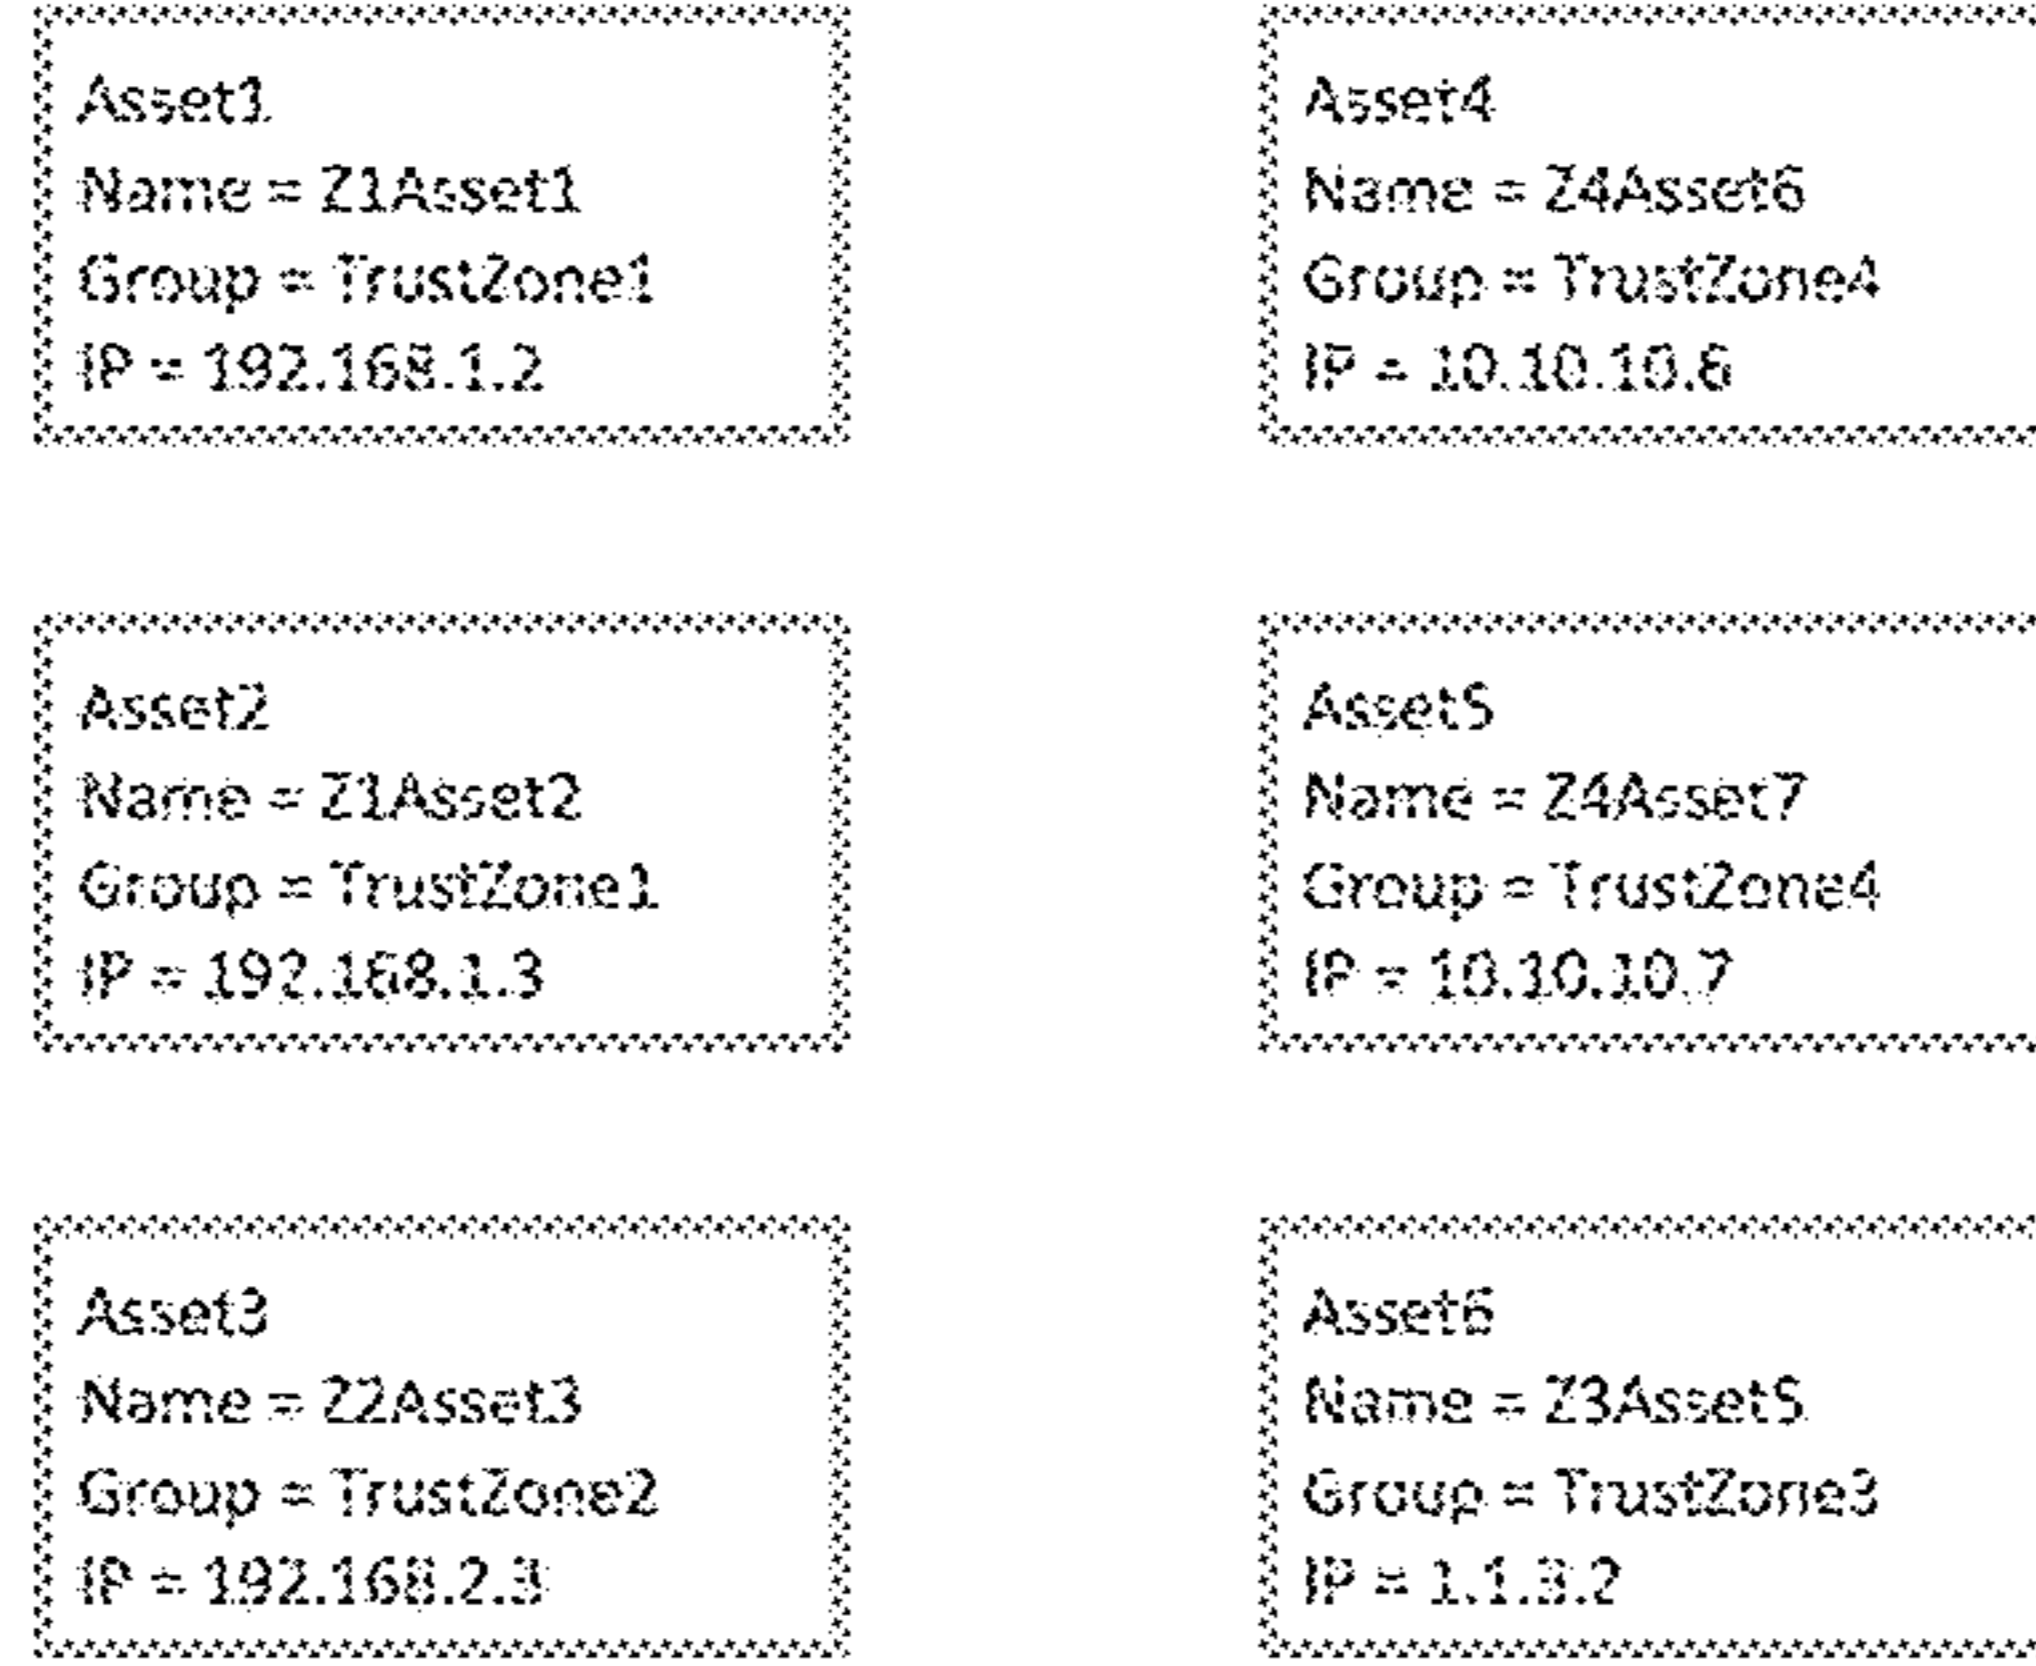 Asset1
Name = Z1Asset1
Group = TrustZone1
IP = 192.168.1.2
Asset4
Name = Z4Asset6
Group = TrustZone4
IP = 10.10.10.6
Asset2
Name = Z1Asset2
Group = TrustZone1
IP = 192.168.1.3
Asset5
Name = Z4Asset7
Group = TrustZone4
IP = 10.10.10.7
Asset3
Name = Z2Asset3
Group = TrustZone2
IP = 192.168.2.3
Asset6
Name = Z3Asset5
Group = TrustZone3
IP = 1.1.3.2